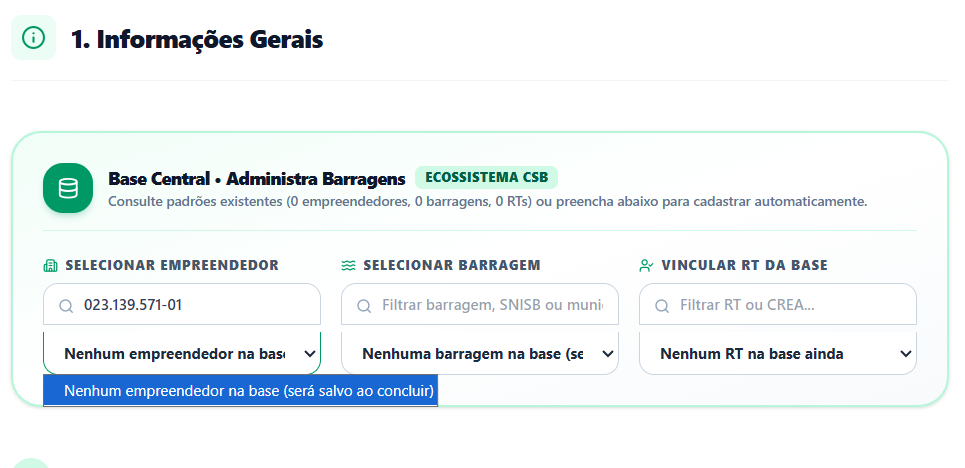 1. Informações Gerais
Base Central • Administra Barragens ECOSSISTEMA CSB
Consulte padrões existentes (0 empreendedores, 0 barragens, 0 RTs) ou preencha abaixo para cadastrar automaticamente.
SELECIONAR EMPREENDEDOR SELECIONAR BARRAGEM VINCULAR RT DA BASE
023.139.571-01 Filtrar barragem, SNISB ou muni Filtrar RT ou CREA...
Nenhum empreendedor na base Nenhuma barragem na base (se Nenhum RT na base ainda
Nenhum empreendedor na base (será salvo ao concluir)